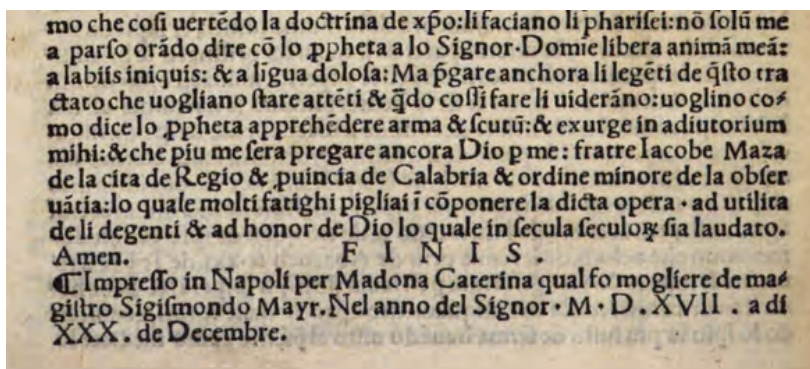 mo che coſi uertẽdo la doctrina de xp̃o:li faciano li phariſei:nõ ſolũ me
a parſo orãdo dire cõ lo ꝓpheta a lo Signor·Domie libera animã meã:
a labiis iniquis: & a lĩgua doloſa: Ma p̃gare anchora li legẽti de q̃ſto tra
ctato che uogliano ſtare attẽti & q̃do coſſi fare li uiderãno:uoglino co⸗
mo dice lo ꝓpheta apprehẽdere arma & ſcutũ:& exurge in adiutorium
mihi:&che piu me ſera pregare ancora Dio p me: fratre Iacobe Maza
de la cita de Regio & ꝓuincia de Calabria & ordine minore de la obſer
uãtia:lo quale molti fatighi pigliai ĩ cõponere la dicta opera · ad utilita
de li degenti & ad honor de Dio lo quale in ſecula ſeculoꝝ ſia laudato.
Amen. F I N I S .
¶Impreſſo in Napoli per Madona Caterina qual fo mogliere de ma⸗
giſtro Sigiſmondo Mayr. Nel anno del Signor · M · D . XVII . a di
XXX . de Decembre.